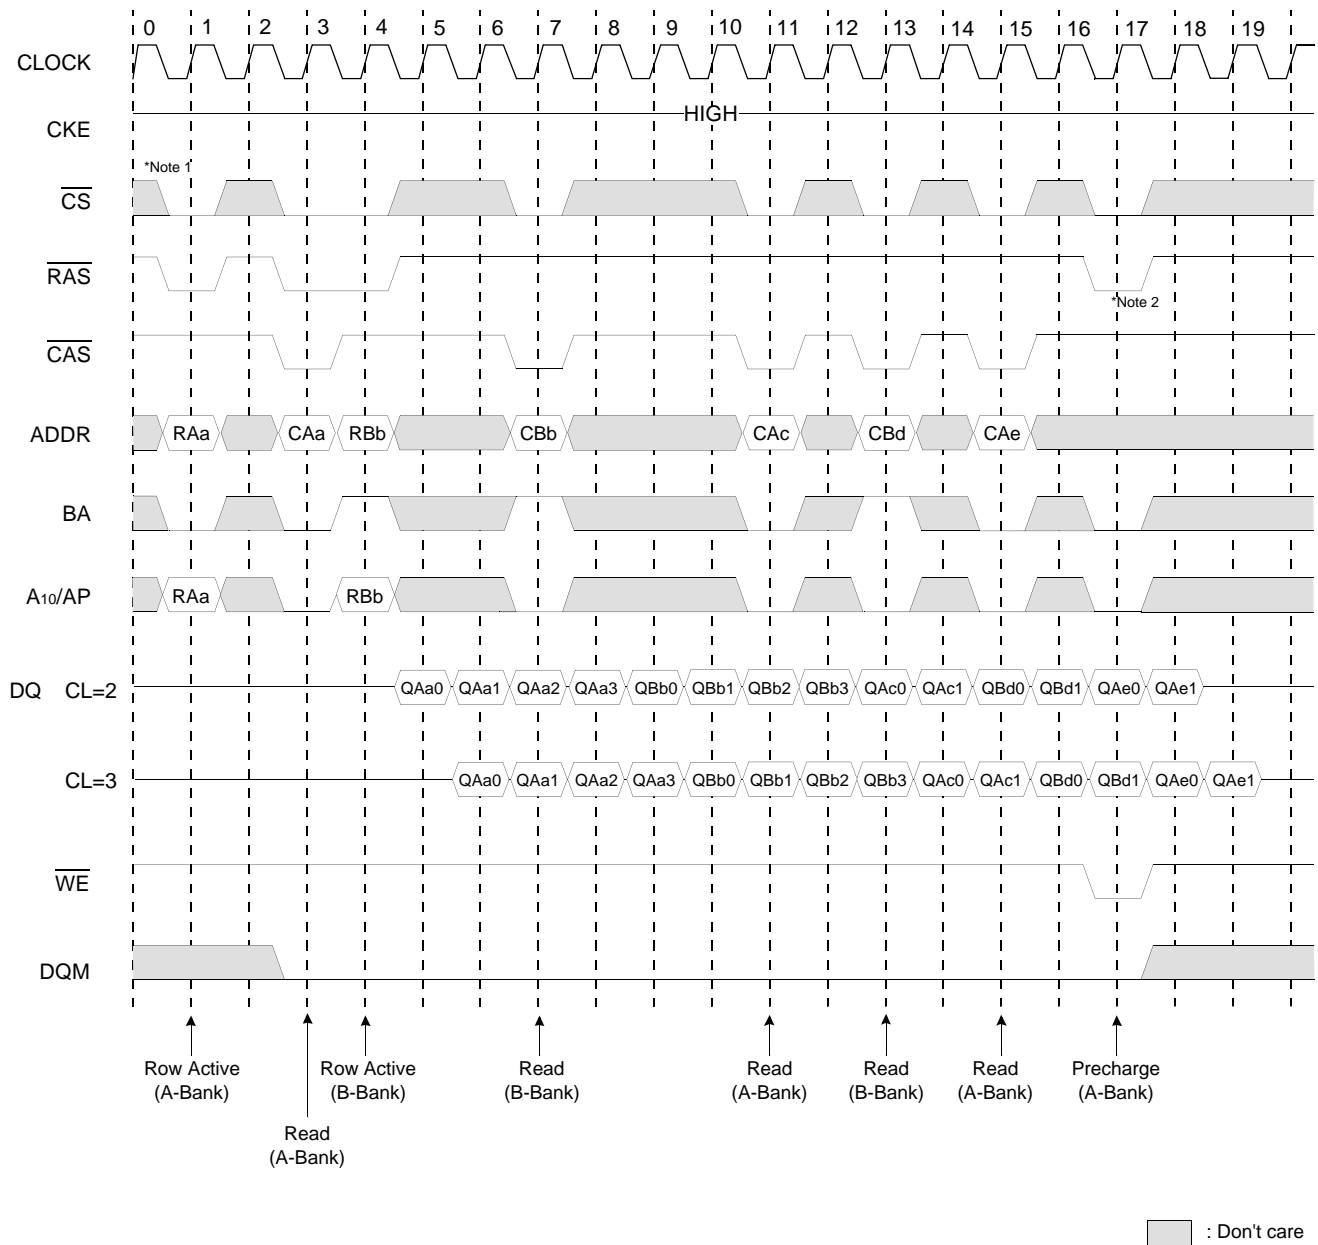 0 1 2 3 4 5 6 7 8 9 10 11 12 13 14 15 16 17 18 19
CLOCK
CKE HIGH
*Note 1
CS
RAS
*Note 2
CAS
ADDR RAa CAa RBb CBb CAc CBd CAe
BA
A10/AP RAa RBb
DQ CL=2 QAa0 QAa1 QAa2 QAa3 QBb0 QBb1 QBb2 QBb3 QAc0 QAc1 QBd0 QBd1 QAe0 QAe1
CL=3 QAa0 QAa1 QAa2 QAa3 QBb0 QBb1 QBb2 QBb3 QAc0 QAc1 QBd0 QBd1 QAe0 QAe1
WE
DQM
Row Active Row Active Read Read Read Read Precharge
(A-Bank) (B-Bank) (B-Bank) (A-Bank) (B-Bank) (A-Bank) (A-Bank)
Read
(A-Bank)
: Don't care